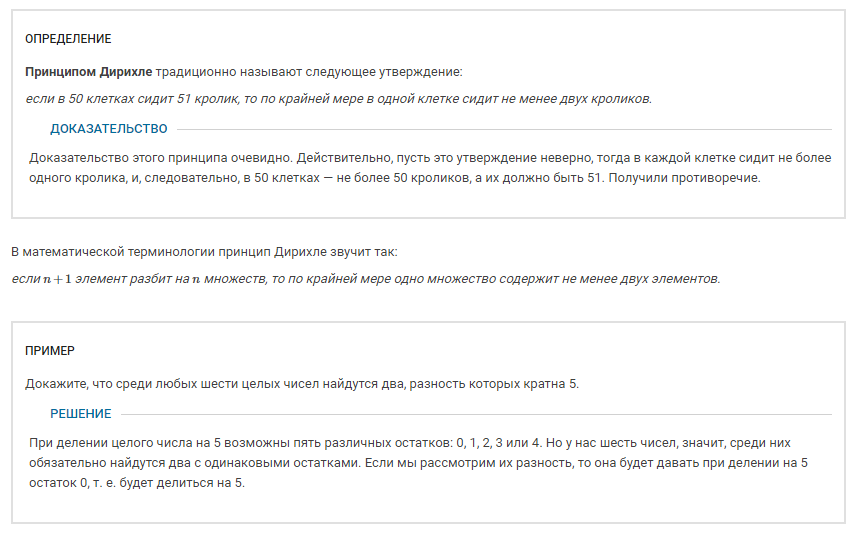 ОПРЕДЕЛЕНИЕ
Принципом Дирихле традиционно называют следующее утверждение:
если в 50 клетках сидит 51 кролик, то по крайней мере в одной клетке сидит не менее двух кроликов.
ДОКАЗАТЕЛЬСТВО
Доказательство этого принципа очевидно. Действительно, пусть это утверждение неверно, тогда в каждой клетке сидит не более
одного кролика, и, следовательно, в 50 клетках — не более 50 кроликов, а их должно быть 51. Получили противоречие.
В математической терминологии принцип Дирихле звучит так:
если n + 1 элемент разбит на n множеств, то по крайней мере одно множество содержит не менее двух элементов.
ПРИМЕР
Докажите, что среди любых шести целых чисел найдутся два, разность которых кратна 5.
РЕШЕНИЕ
При делении целого числа на 5 возможны пять различных остатков: 0, 1, 2, 3 или 4. Но у нас шесть чисел, значит, среди них
обязательно найдутся два с одинаковыми остатками. Если мы рассмотрим их разность, то она будет давать при делении на 5
остаток 0, т. е. будет делиться на 5.